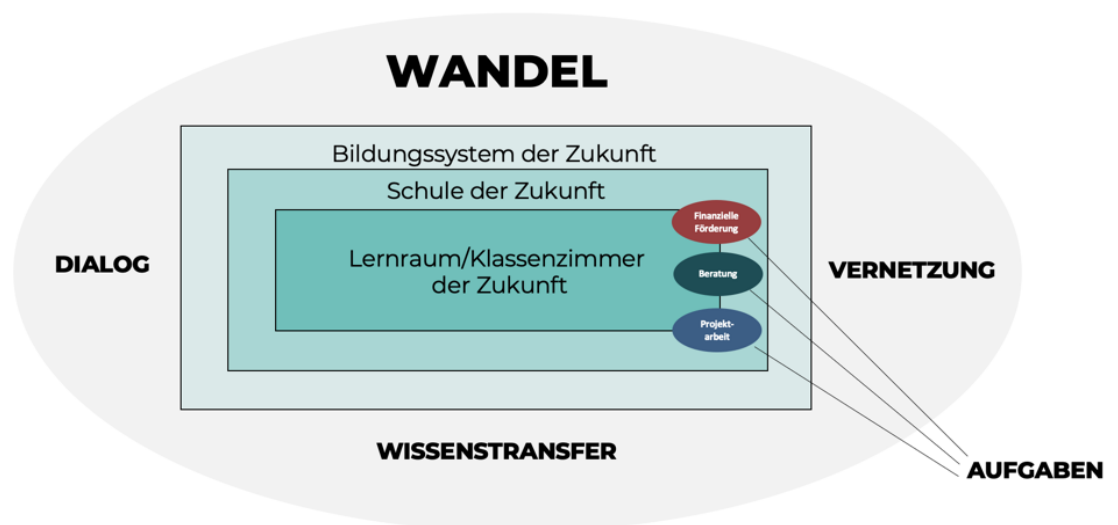 WANDEL
Bildungssystem der Zukunft
Schule der Zukunft
Finanzielle
Förderung
Lernraum/Klassenzimmer
der Zukunft
Beratung
Projekt-
arbeit
DIALOG
VERNETZUNG
WISSENSTRANSFER
AUFGABEN